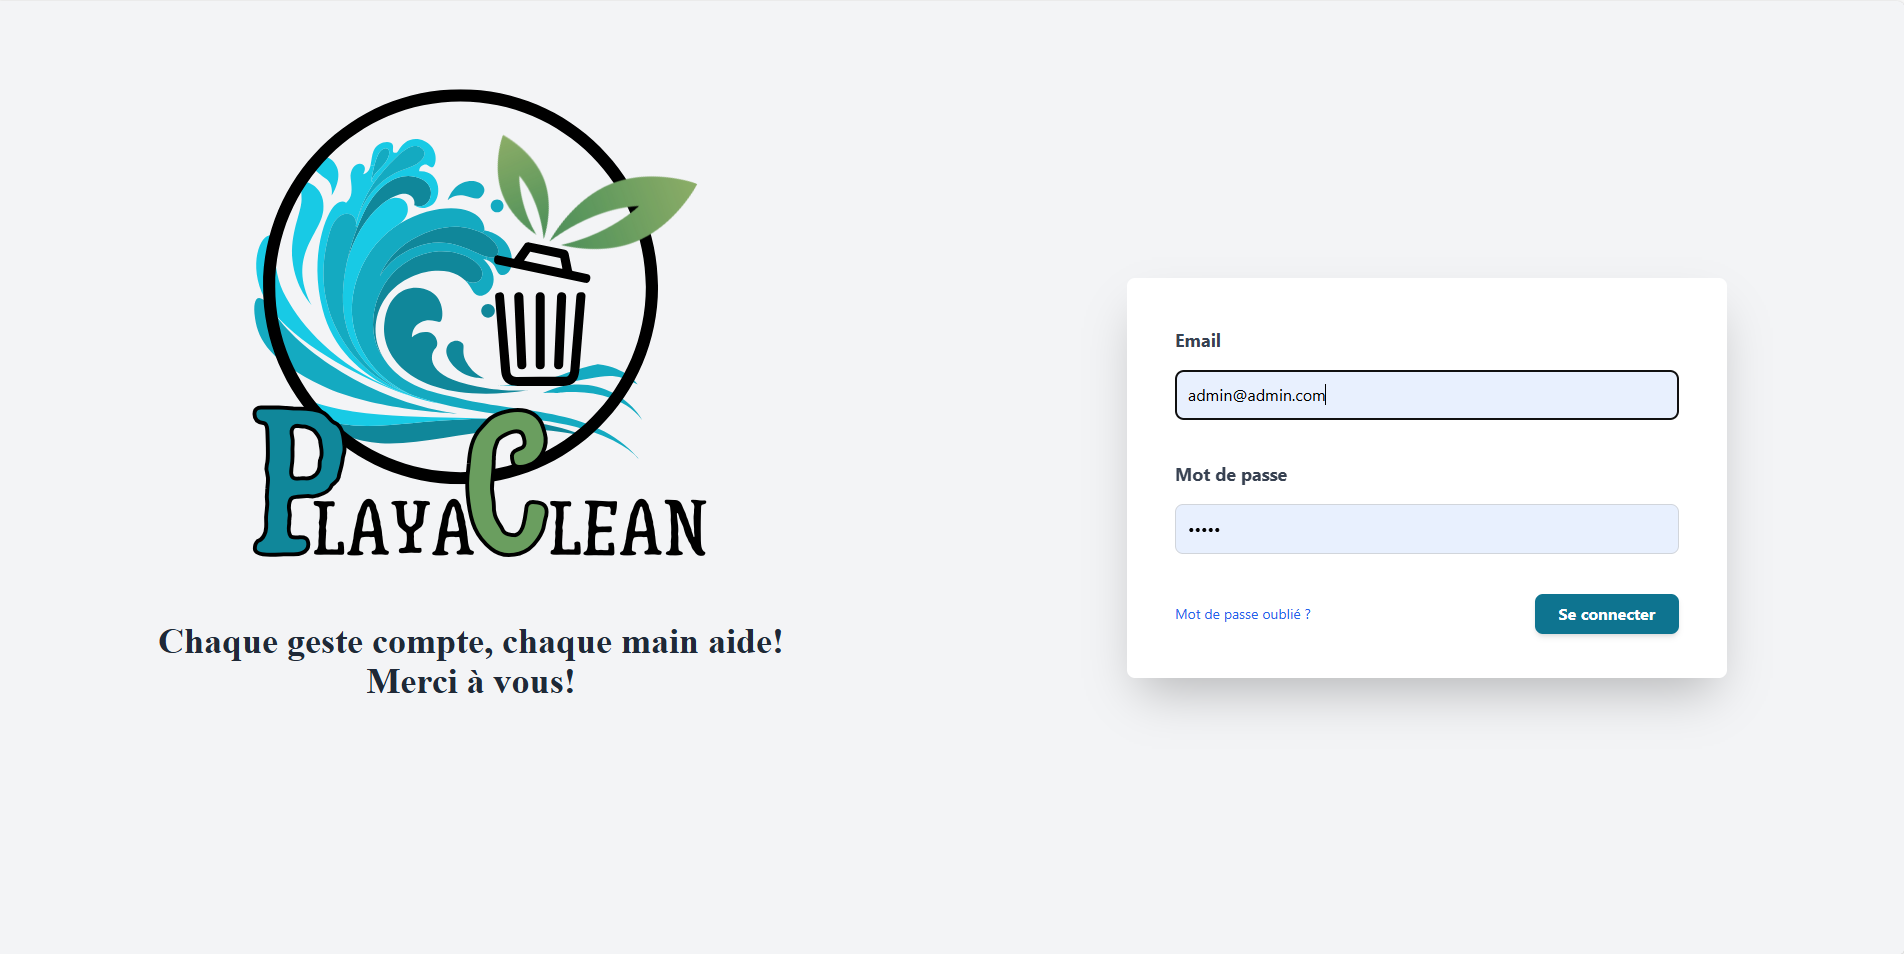 PLAYACLEAN
Chaque geste compte, chaque main aide!
Merci à vous!
Email
admin@admin.com
Mot de passe
•••••
Mot de passe oublié ?
Se connecter